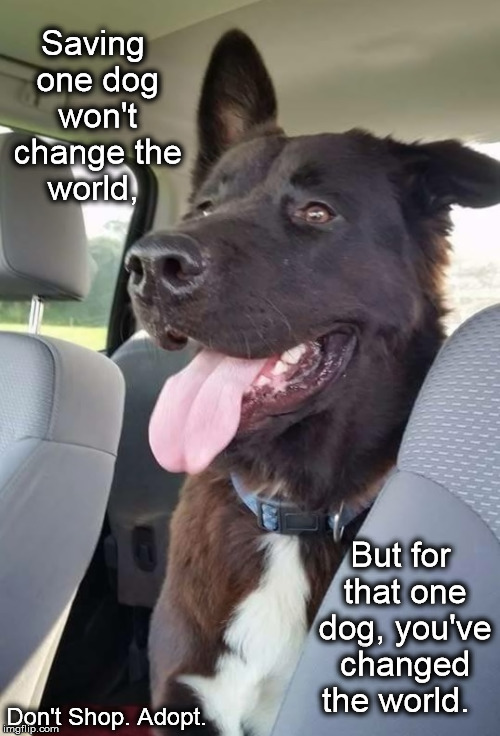 Saving
one dog
won't
change the
world,
But for
that one
dog, you've
changed
the world.
Don't Shop. Adopt.
imgflip.com